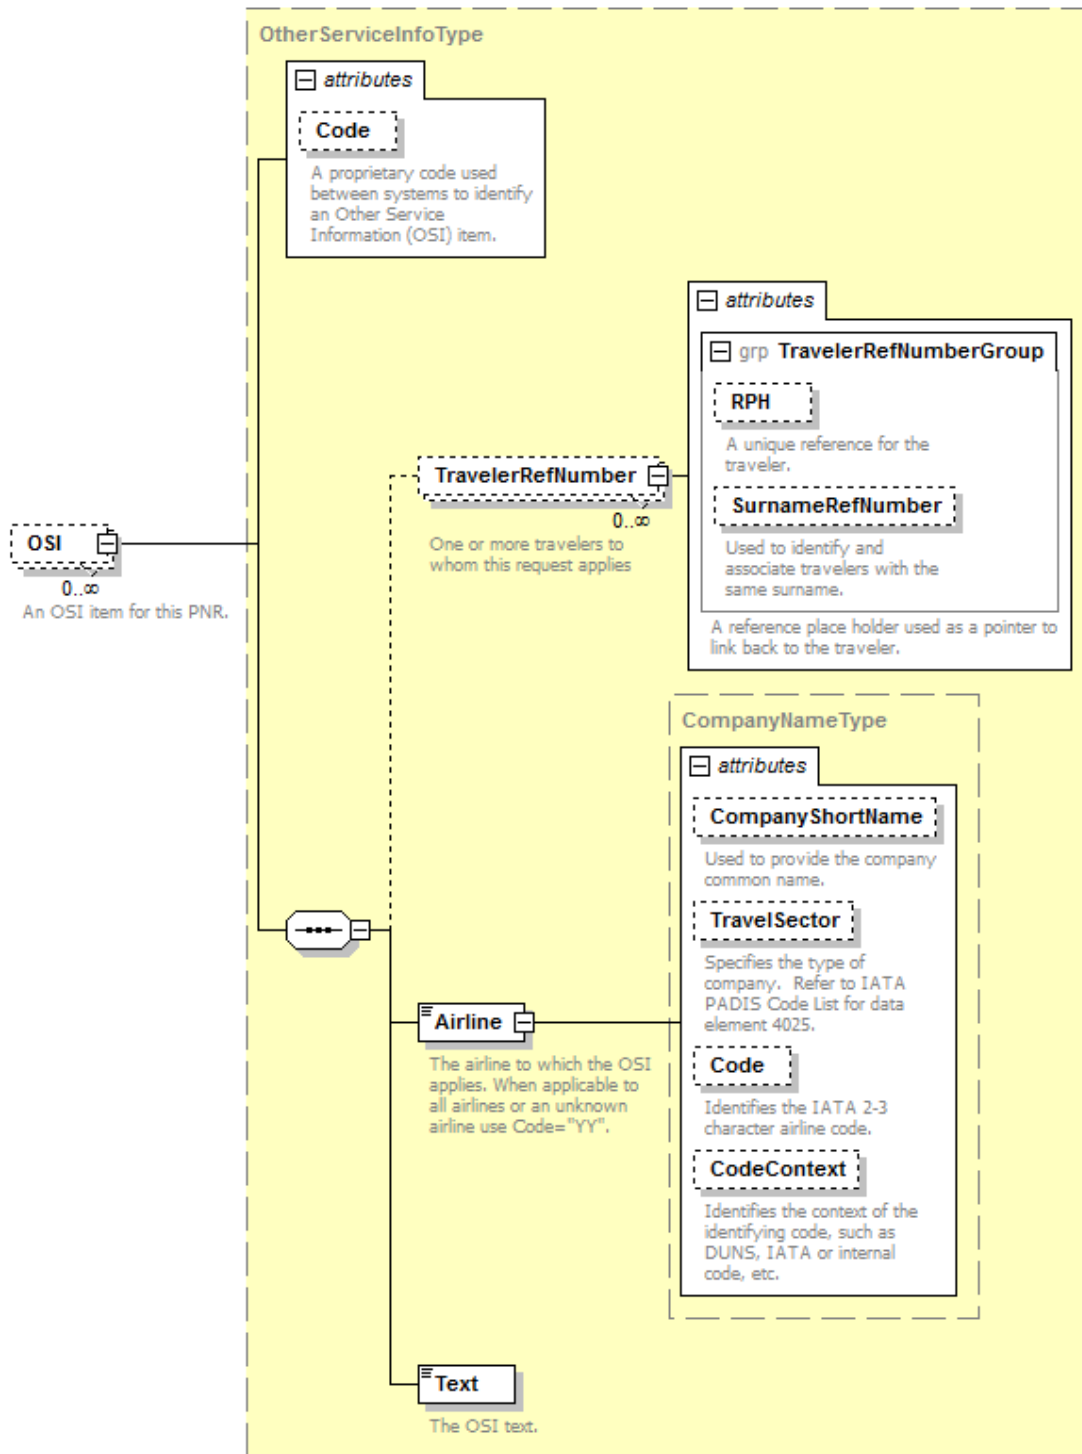 OtherServiceInfoType
attributes
Code
A proprietary code used
between systems to identify
an Other Service
Information (OSI) item.
attributes
grp TravelerRefNumberGroup
RPH
A unique reference for the
traveler.
TravelerRefNumber
0..∞
One or more travelers to
whom this request applies
SurnameRefNumber
Used to identify and
associate travelers with the
same surname.
A reference place holder used as a pointer to
link back to the traveler.
OSI
0..∞
An OSI item for this PNR.
CompanyNameType
attributes
CompanyShortName
Used to provide the company
common name.
TravelSector
Specifies the type of
company.  Refer to IATA
PADIS Code List for data
element 4025.
Airline
The airline to which the OSI
applies. When applicable to
all airlines or an unknown
airline use Code="YY".
Code
Identifies the IATA 2-3
character airline code.
CodeContext
Identifies the context of the
identifying code, such as
DUNS, IATA or internal
code, etc.
Text
The OSI text.